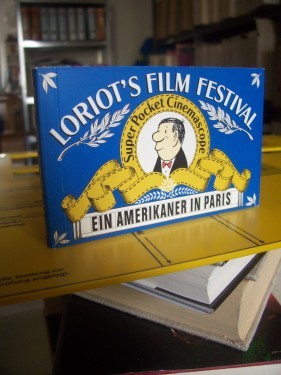 LORIOT'S FILM FESTIVAL
Super Pocket Cinemascope
EIN AMERIKANER IN PARIS